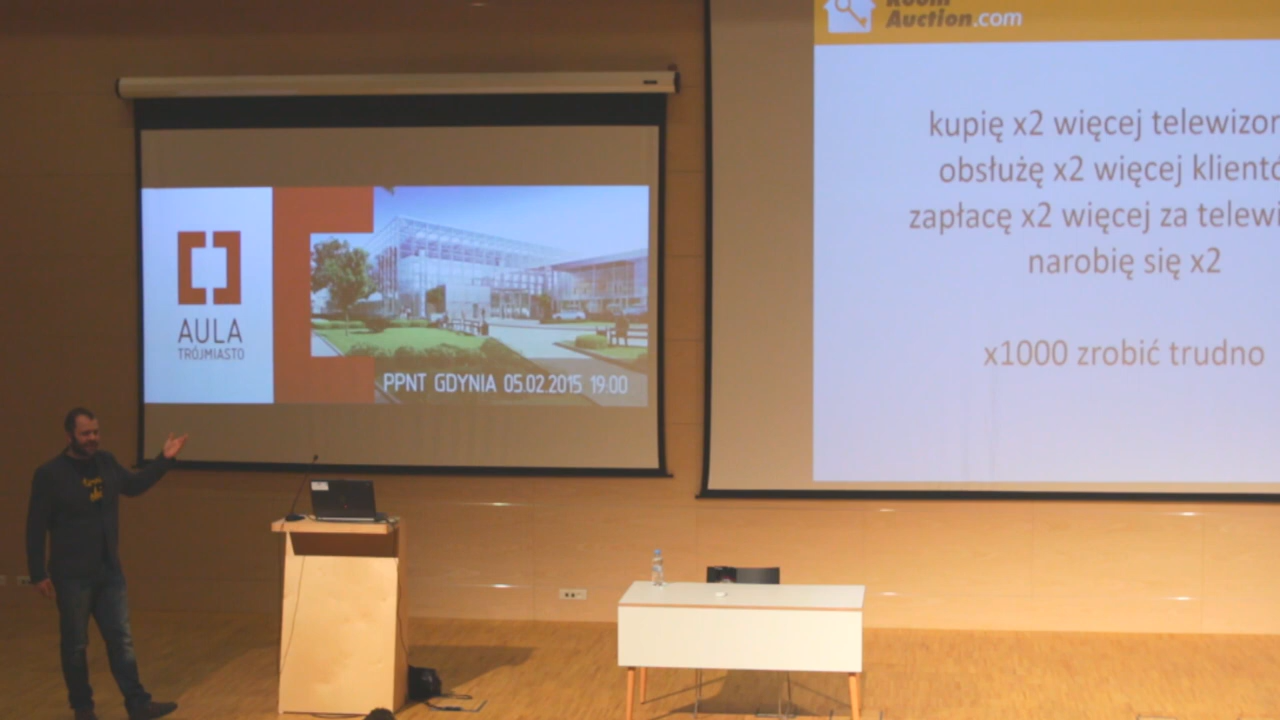 AULA
TRÓJMIASTO
PPNT GDYNIA 05.02.2015 19:00
Room
Auction.com
kupię x2 więcej
obsłużę x2 więcej
zapłacę x2 więcej za
narobię się x2
x1000 zrobić trudno